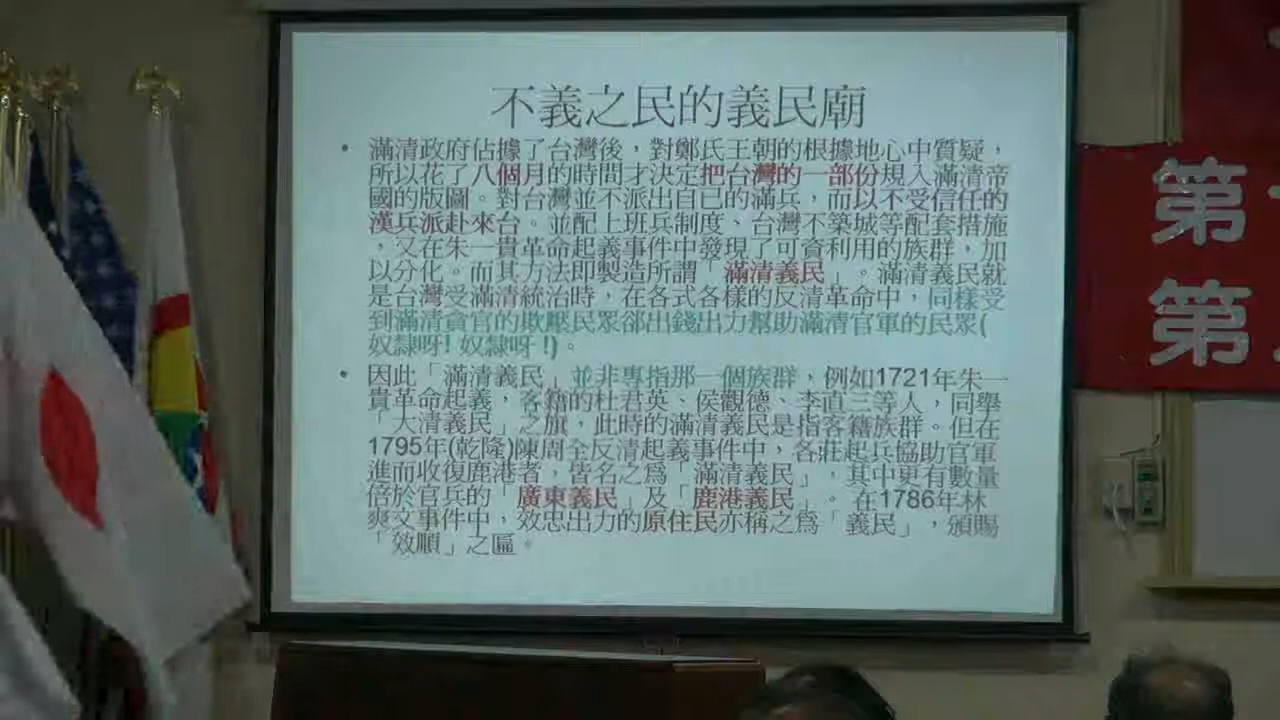 不義之民的義民廟
• 滿清政府佔據了台灣後，對鄭氏王朝的根據地心中質疑，
所以花了八個月的時間才決定把台灣的一部份規入滿清帝
國的版圖。對台灣並不派出自己的滿兵，而以不受信任的
漢兵派赴來台。並配上班兵制度、台灣不築城等配套措施
，又在朱一貴革命起義事件中發現了可資利用的族群，加
以分化。而其方法即製造所謂「滿清義民」。滿清義民就
是台灣受滿清統治時，在各式各樣的反清革命中，同樣受
到滿清貪官的欺壓民眾卻出錢出力幫助滿清官軍的民眾(
奴隸呀! 奴隸呀 !)。
• 因此「滿清義民」並非專指那一個族群，例如1721年朱一
貴革命起義，客籍的杜君英、侯觀德、李直三等人，同舉
「大清義民」之旗，此時的滿清義民是指客籍族群。但在
1795年(乾隆)陳周全反清起義事件中，各莊起兵協助官軍
進而收復鹿港者，皆名之為「滿清義民」，其中更有數量
倍於官兵的「廣東義民」及「鹿港義民」。 在1786年林
爽文事件中，效忠出力的原住民亦稱之為「義民」，頒賜
「效順」之區。
第
第